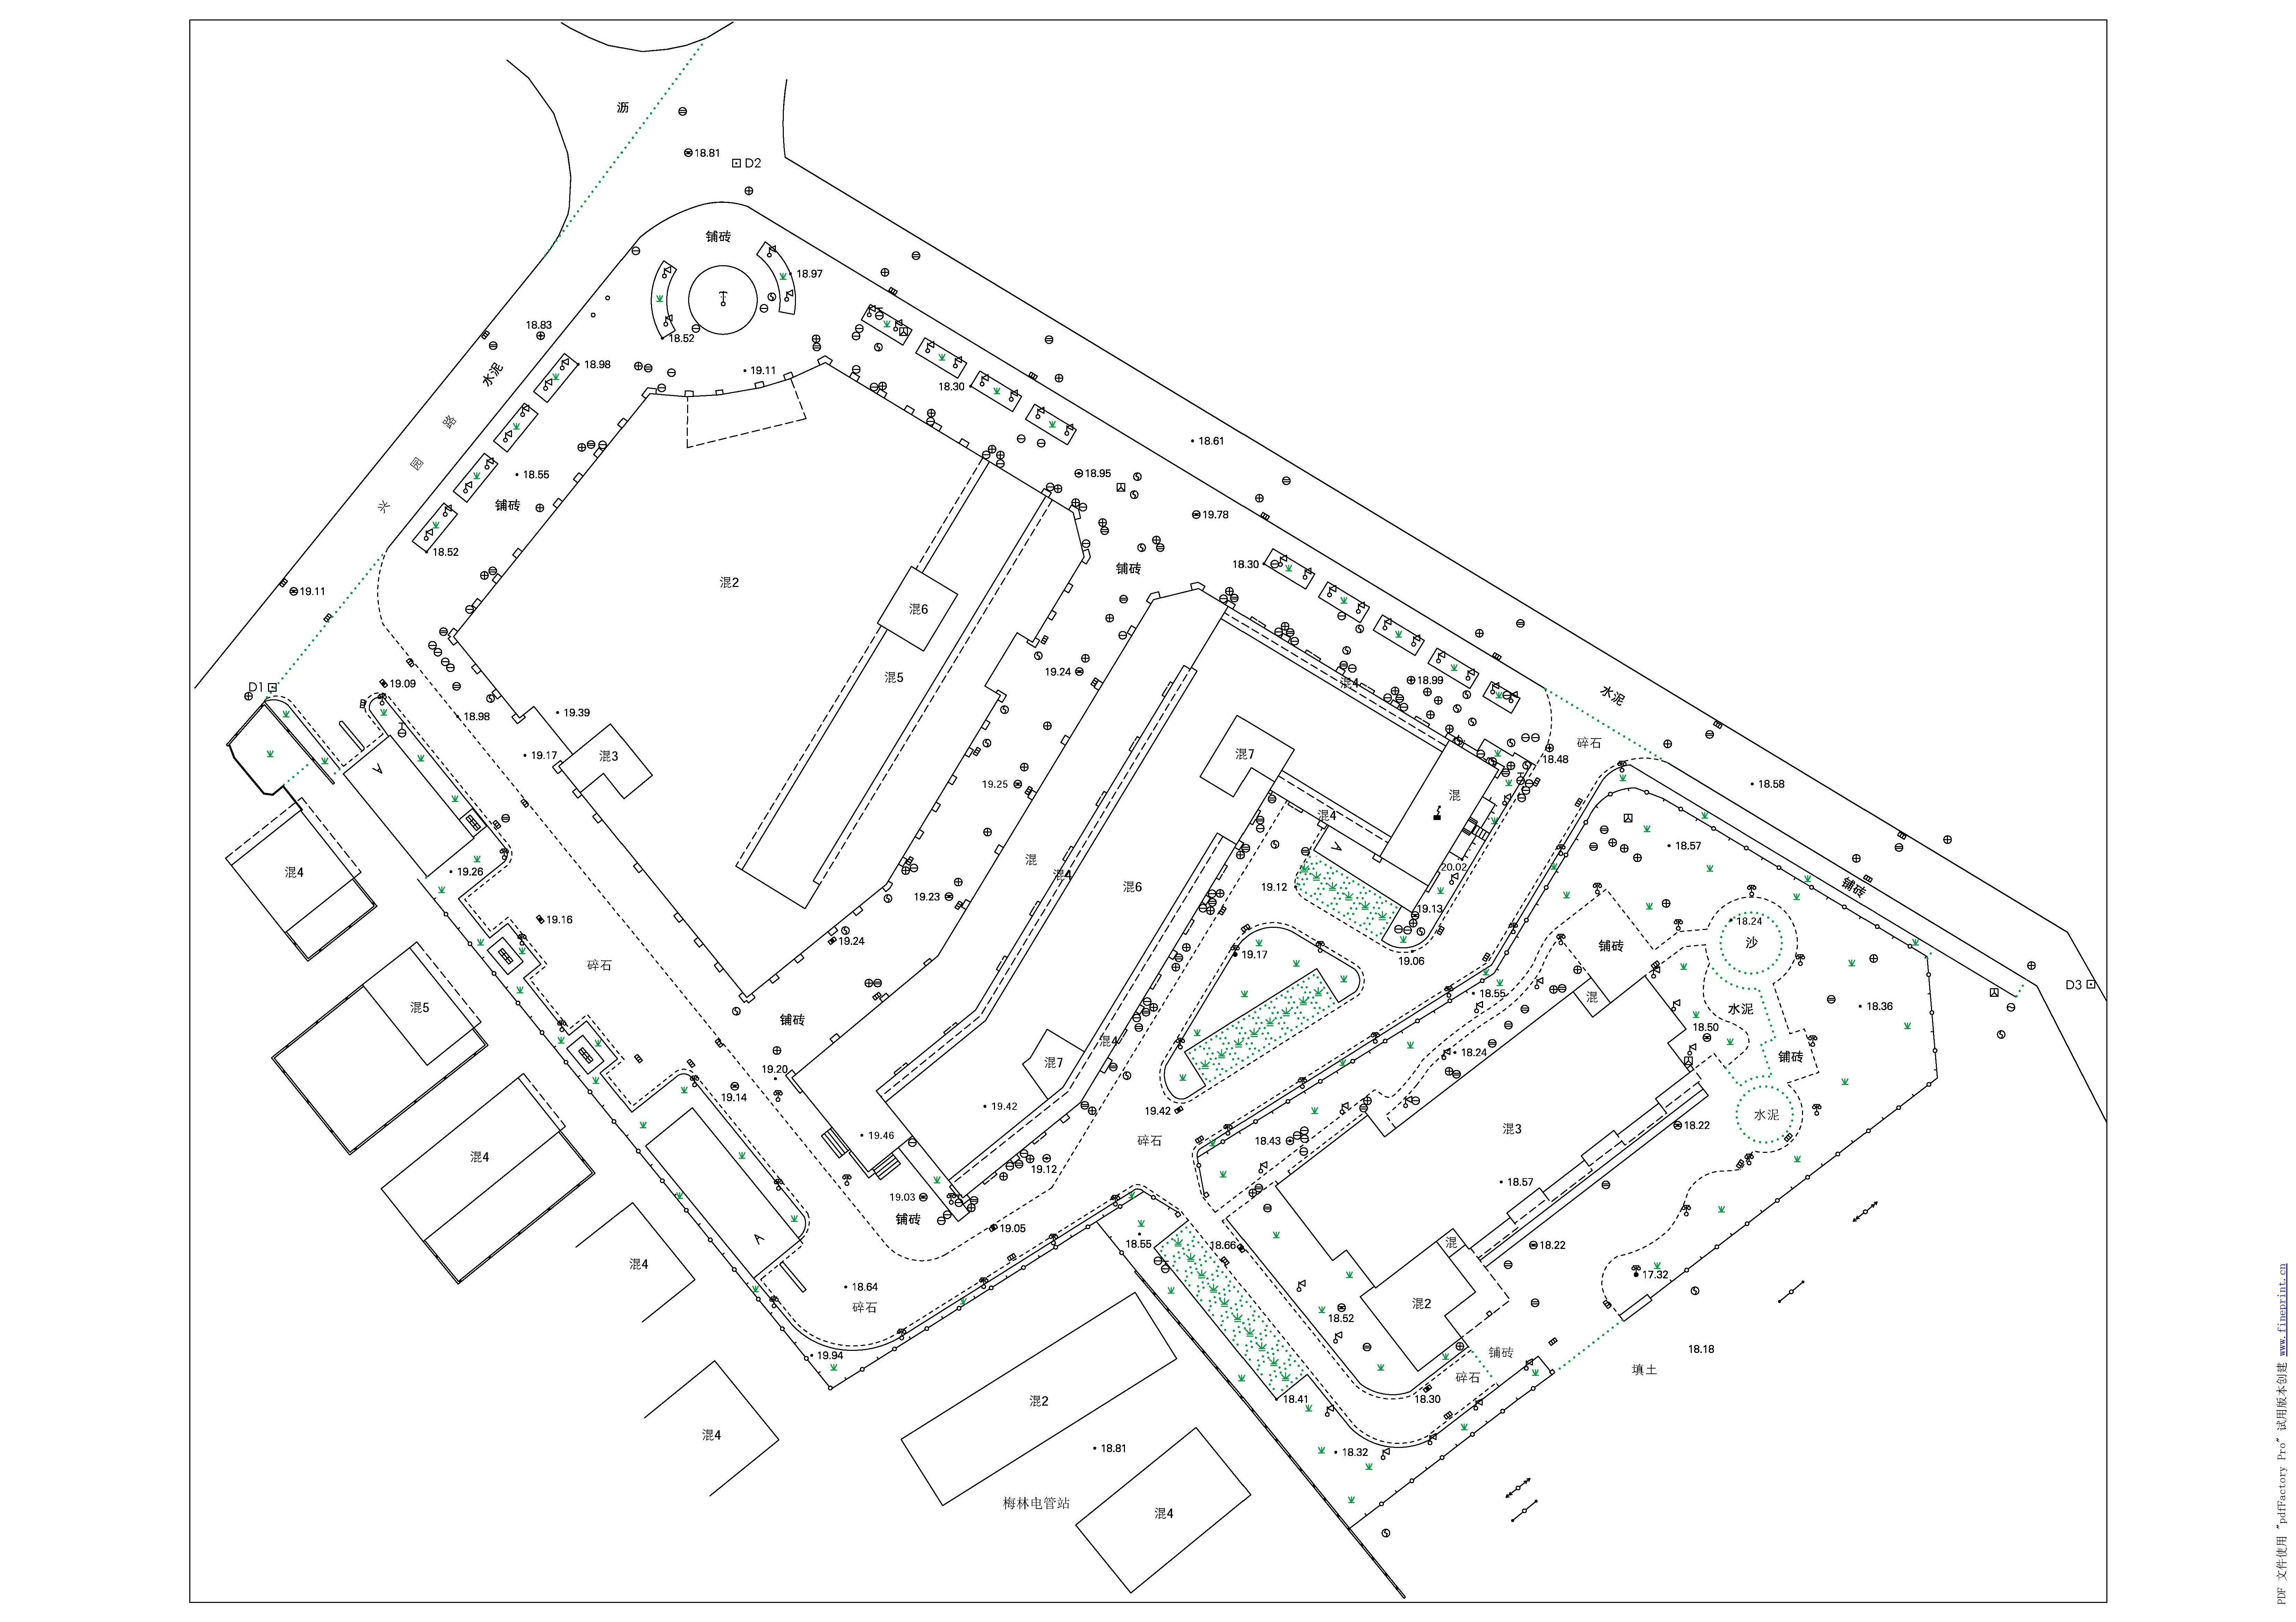 沥
18.81
D2
铺砖
18.97
18.83
18.52
水泥
18.98
19.11
18.30
路
18.61
园
18.55
18.95
铺砖
兴
19.78
18.52
铺砖
18.30
混2
19.11
混6
19.24
混5
18.99
混4
D1
19.09
水泥
18.98
19.39
碎石
19.17
混3
混7
18.48
19.25
18.58
混
混4
18.57
混
混4
混6
20.02
19.26
混4
19.12
铺砖
19.23
19.13
19.16
18.24
19.24
沙
铺砖
19.17
19.06
碎石
D3
18.55
混
混5
18.36
水泥
铺砖
18.50
混4
18.24
铺砖
混7
19.20
19.14
19.42
19.42
水泥
18.22
混3
19.46
碎石
18.43
混4
19.12
18.57
19.03
铺砖
19.05
18.55
18.66
混
18.22
混4
17.32
18.64
混2
碎石
18.52
18.18
铺砖
19.94
填土
碎石
18.41
18.30
混2
混4
18.81
18.32
梅林电管站
混4
PDF 文件使用 "pdfFactory Pro" 试用版本创建 www.fineprint.cn